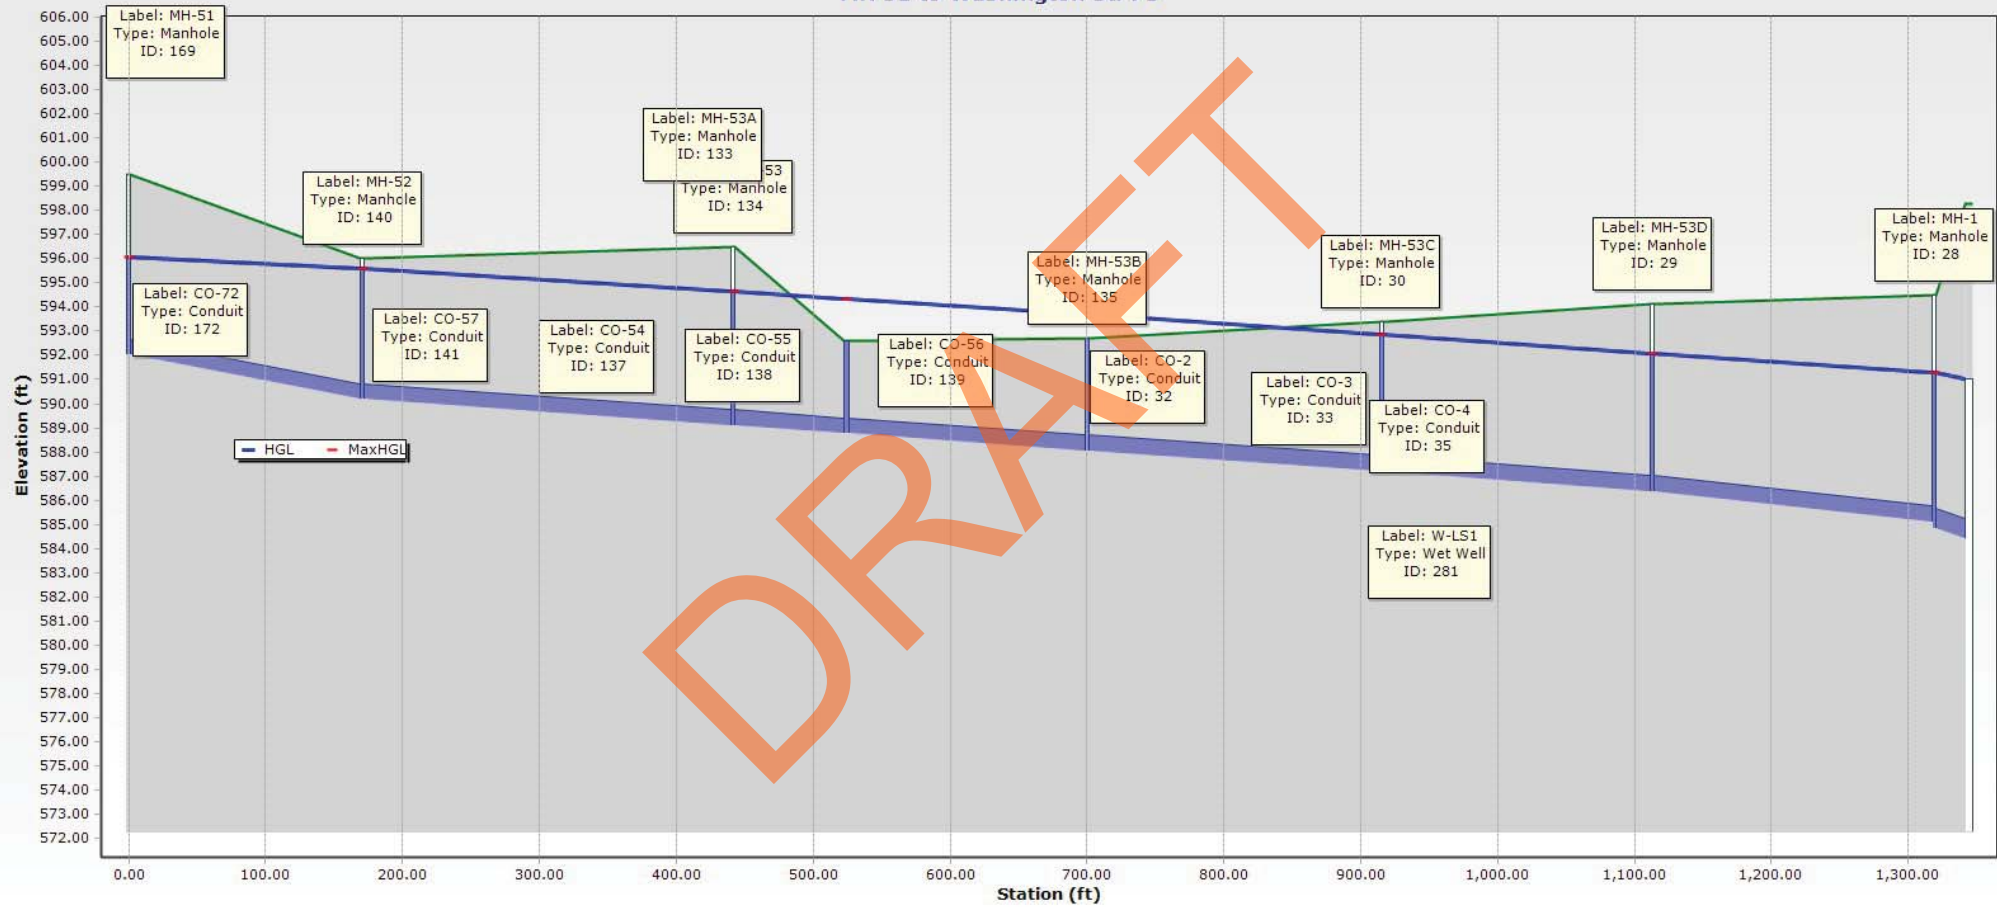 606.00
605.00
604.00
603.00
602.00
601.00
600.00
599.00
598.00
597.00
596.00
595.00
594.00
593.00
592.00
591.00
590.00
589.00
588.00
587.00
586.00
585.00
584.00
583.00
582.00
581.00
580.00
579.00
578.00
577.00
576.00
575.00
574.00
573.00
572.00
Elevation (ft)
Label: MH-51
Type: Manhole
ID: 169
Label: MH-52
Type: Manhole
ID: 140
Label: MH-53A
Type: Manhole
ID: 133
53
Type: Manhole
ID: 134
Label: MH-53B
Type: Manhole
ID: 135
Label: MH-53C
Type: Manhole
ID: 30
Label: MH-53D
Type: Manhole
ID: 29
Label: MH-1
Type: Manhole
ID: 28
Label: CO-72
Type: Conduit
ID: 172
Label: CO-57
Type: Conduit
ID: 141
Label: CO-54
Type: Conduit
ID: 137
Label: CO-55
Type: Conduit
ID: 138
Label: CO-56
Type: Conduit
ID: 139
Label: CO-2
Type: Conduit
ID: 32
Label: CO-3
Type: Conduit
ID: 33
Label: CO-4
Type: Conduit
ID: 35
Label: W-LS1
Type: Wet Well
ID: 281
HGL MaxHGL
DRAFT
0.00 100.00 200.00 300.00 400.00 500.00 600.00 700.00 800.00 900.00 1,000.00 1,100.00 1,200.00 1,300.00
Station (ft)